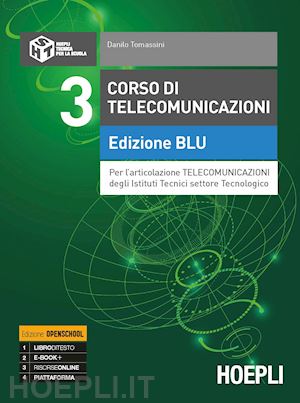 HOEPLI
TECNICA
PER LA SCUOLA
Danilo Tomassini
3
CORSO DI
TELECOMUNICAZIONI
Edizione BLU
Per l'articolazione TELECOMUNICAZIONI
degli Istituti Tecnici settore Tecnologico
Edizione OPENSCHOOL
1 LIBRODITESTO
2 E-BOOK+
3 RISORSEONLINE
4 PIATTAFORMA
HOEPLI
HOEPLI.IT